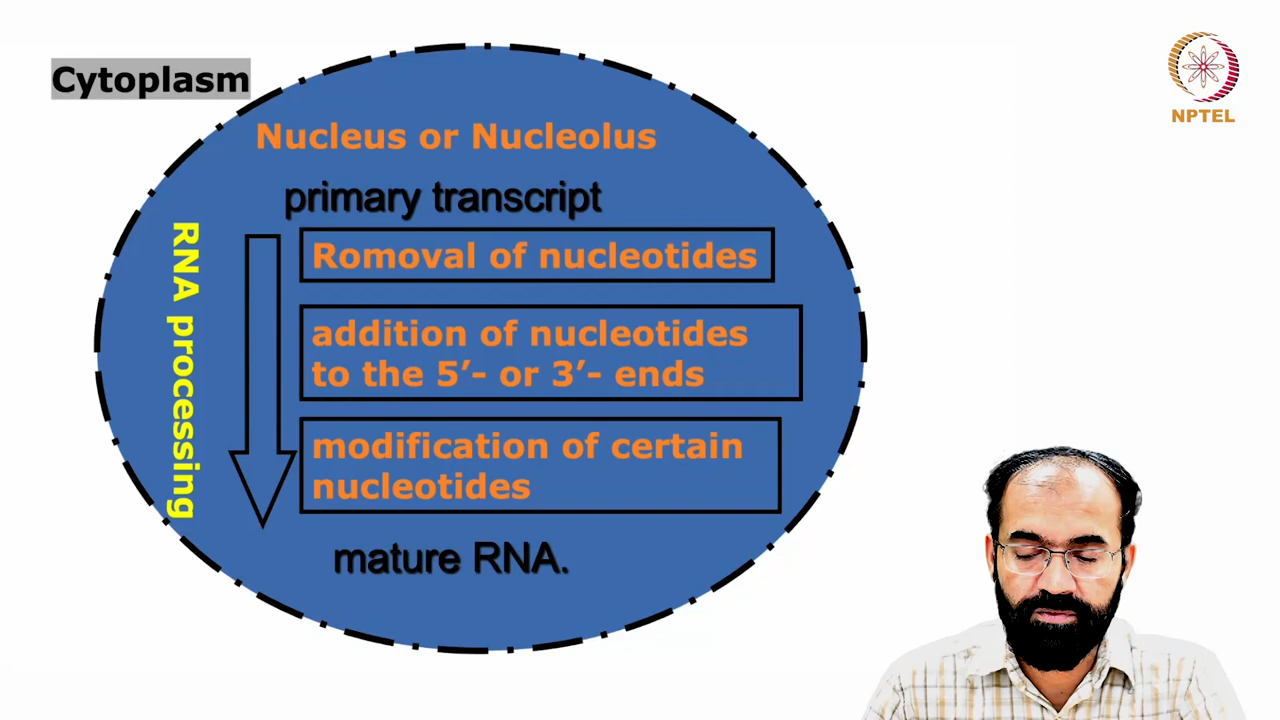 Cytoplasm
NPTEL
Nucleus or Nucleolus
primary transcript
RNA processing
Romoval of nucleotides
addition of nucleotides
to the 5’- or 3’- ends
modification of certain
nucleotides
mature RNA.